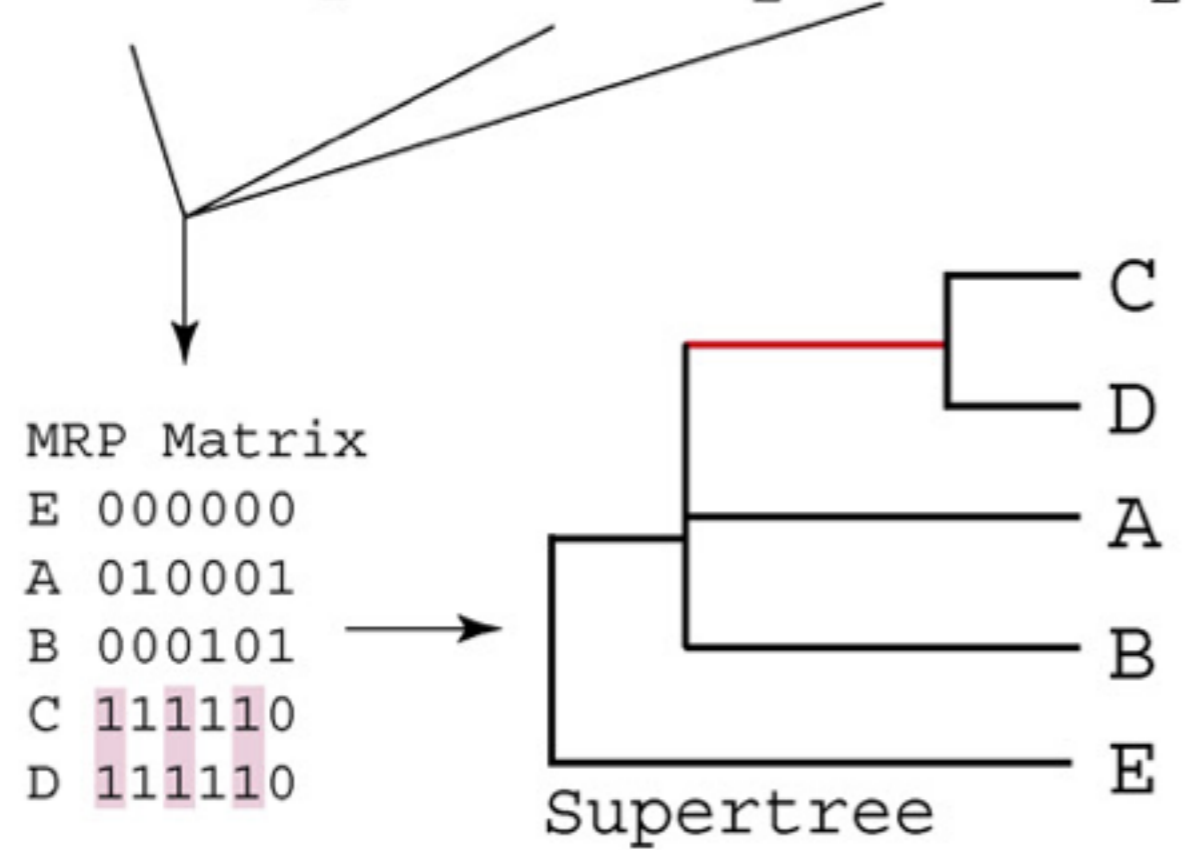 MRP Matrix
E 000000
A 010001
B 000101
C 111110
D 111110
C
D
A
B
E
Supertree